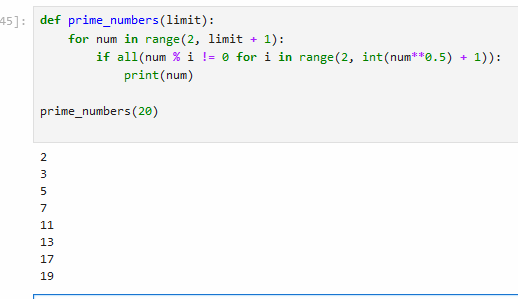 45]:
def prime_numbers(limit):
    for num in range(2, limit + 1):
        if all(num % i != 0 for i in range(2, int(num**0.5) + 1)):
            print(num)
prime_numbers(20)
2
3
5
7
11
13
17
19